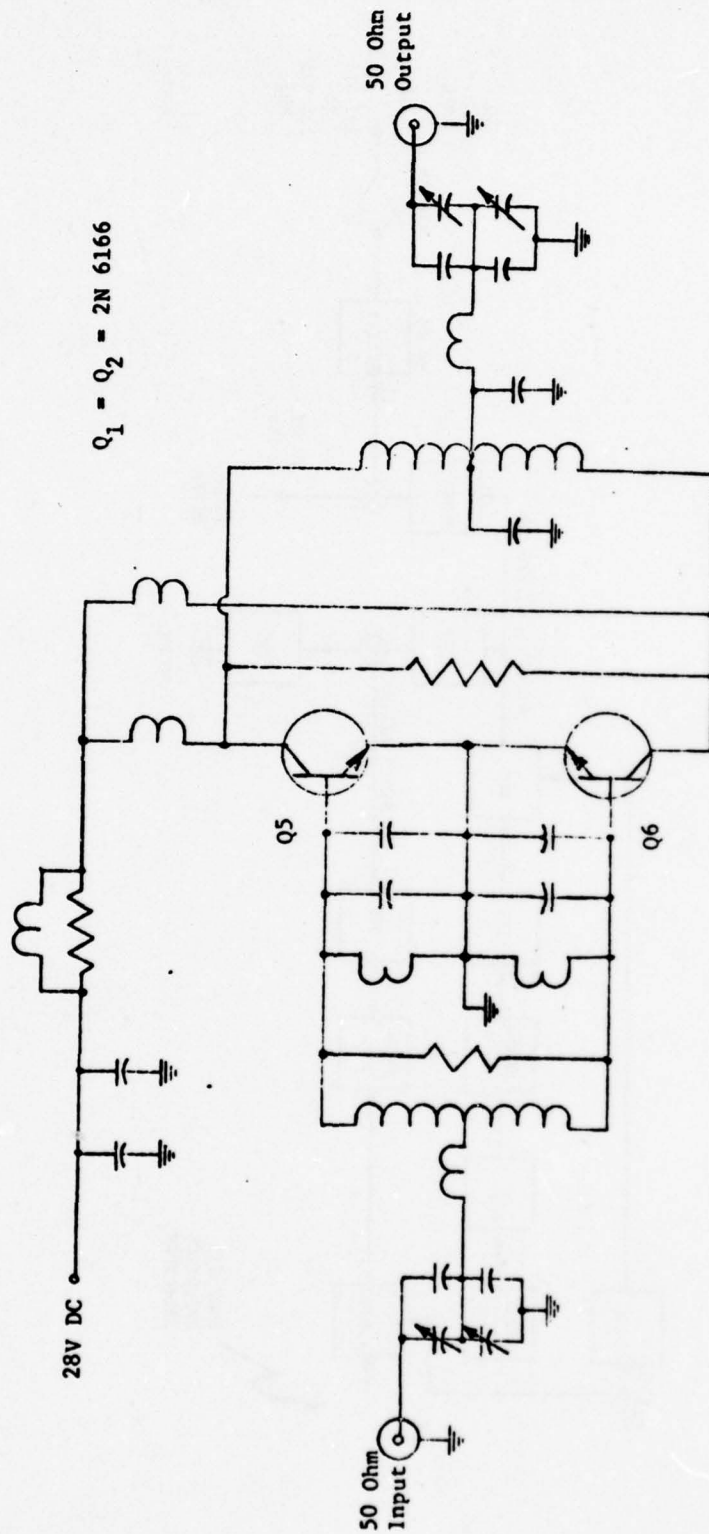 28V DC
Q₁ = Q₂ = 2N 6166
50 Ohm
Output
Q5
Q6
50 Ohm
Input